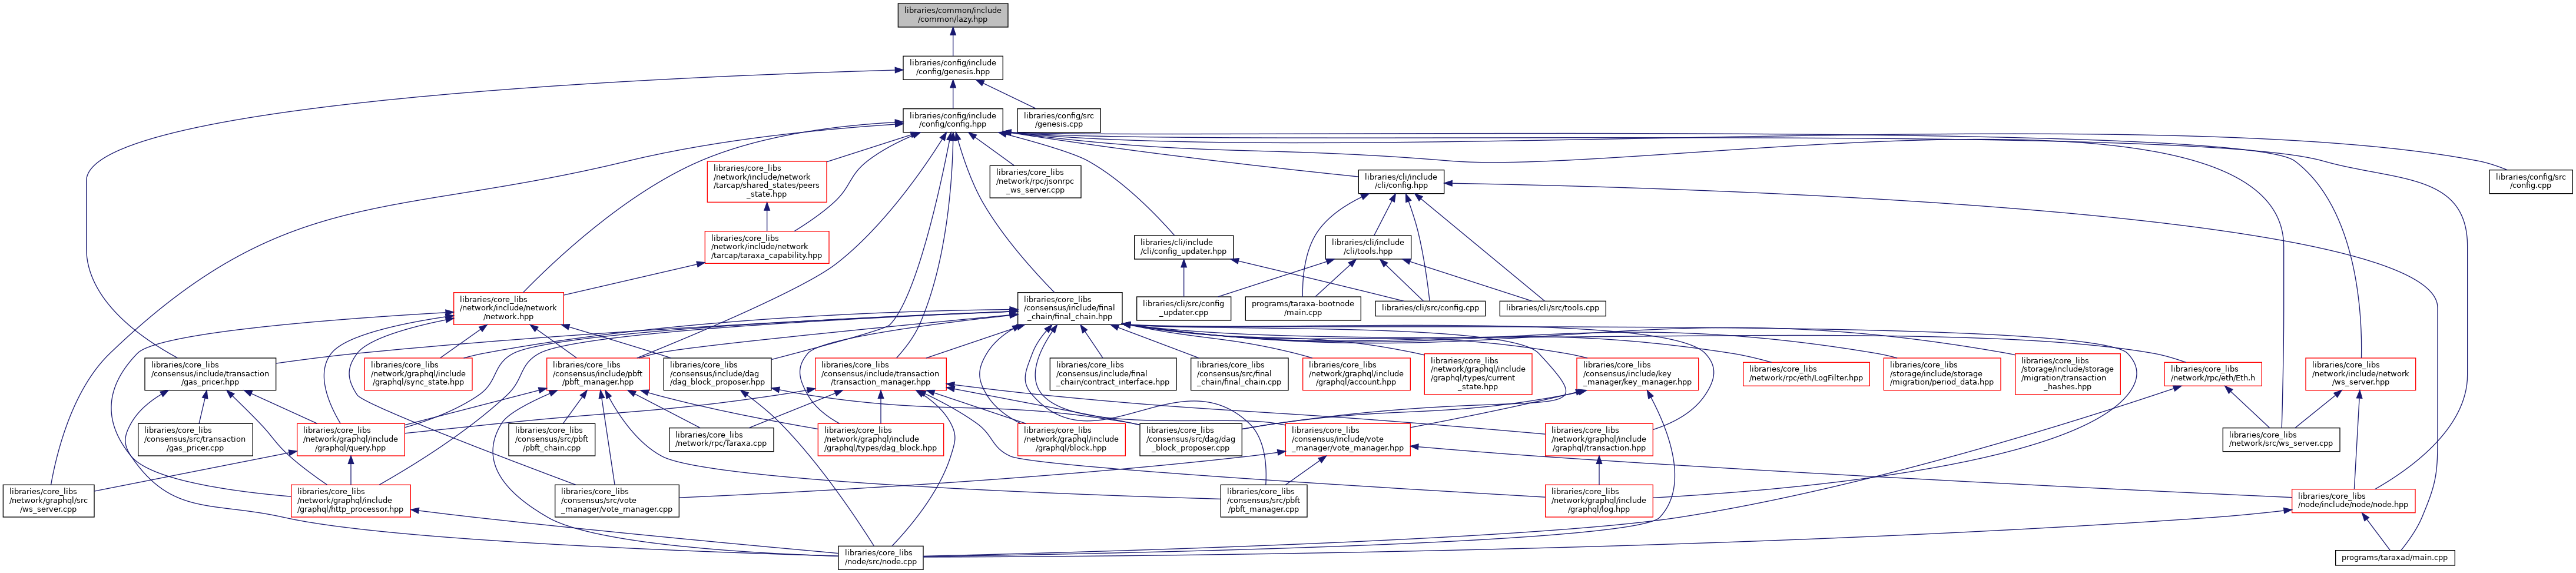 libraries/common/include
/common/lazy.hpp
libraries/config/include
/config/genesis.hpp
libraries/config/include
/config/config.hpp
libraries/config/src
/genesis.cpp
libraries/core_libs
/network/include/network
/tarcap/shared_states/peers
_state.hpp
libraries/core_libs
/network/rpc/jsonrpc
_ws_server.cpp
libraries/cli/include
/cli/config.hpp
libraries/config/src
/config.cpp
libraries/core_libs
/network/include/network
/tarcap/taraxa_capability.hpp
libraries/cli/include
/cli/config_updater.hpp
libraries/cli/include
/cli/tools.hpp
libraries/core_libs
/network/include/network
/network.hpp
libraries/core_libs
/consensus/include/final
_chain/final_chain.hpp
libraries/cli/src/config
_updater.cpp
programs/taraxa-bootnode
/main.cpp
libraries/cli/src/config.cpp
libraries/cli/src/tools.cpp
libraries/core_libs
/consensus/include/transaction
/gas_pricer.hpp
libraries/core_libs
/network/graphql/include
/graphql/sync_state.hpp
libraries/core_libs
/consensus/include/pbft
/pbft_manager.hpp
libraries/core_libs
/consensus/include/dag
/dag_block_proposer.hpp
libraries/core_libs
/consensus/include/transaction
/transaction_manager.hpp
libraries/core_libs
/consensus/include/final
_chain/contract_interface.hpp
libraries/core_libs
/consensus/src/final
_chain/final_chain.cpp
libraries/core_libs
/network/graphql/include
/graphql/account.hpp
libraries/core_libs
/network/graphql/include
/graphql/types/current
_state.hpp
libraries/core_libs
/consensus/include/key
_manager/key_manager.hpp
libraries/core_libs
/network/rpc/eth/LogFilter.hpp
libraries/core_libs
/storage/include/storage
/migration/period_data.hpp
libraries/core_libs
/storage/include/storage
/migration/transaction
_hashes.hpp
libraries/core_libs
/network/rpc/eth/Eth.h
libraries/core_libs
/network/include/network
/ws_server.hpp
libraries/core_libs
/consensus/src/transaction
/gas_pricer.cpp
libraries/core_libs
/network/graphql/include
/graphql/query.hpp
libraries/core_libs
/consensus/src/pbft
/pbft_chain.cpp
libraries/core_libs
/network/rpc/Taraxa.cpp
libraries/core_libs
/network/graphql/include
/graphql/types/dag_block.hpp
libraries/core_libs
/network/graphql/include
/graphql/block.hpp
libraries/core_libs
/consensus/src/dag/dag
_block_proposer.cpp
libraries/core_libs
/consensus/include/vote
_manager/vote_manager.hpp
libraries/core_libs
/network/graphql/include
/graphql/transaction.hpp
libraries/core_libs
/network/src/ws_server.cpp
libraries/core_libs
/network/graphql/src
/ws_server.cpp
libraries/core_libs
/network/graphql/include
/graphql/http_processor.hpp
libraries/core_libs
/consensus/src/vote
_manager/vote_manager.cpp
libraries/core_libs
/consensus/src/pbft
/pbft_manager.cpp
libraries/core_libs
/network/graphql/include
/graphql/log.hpp
libraries/core_libs
/node/include/node/node.hpp
libraries/core_libs
/node/src/node.cpp
programs/taraxad/main.cpp